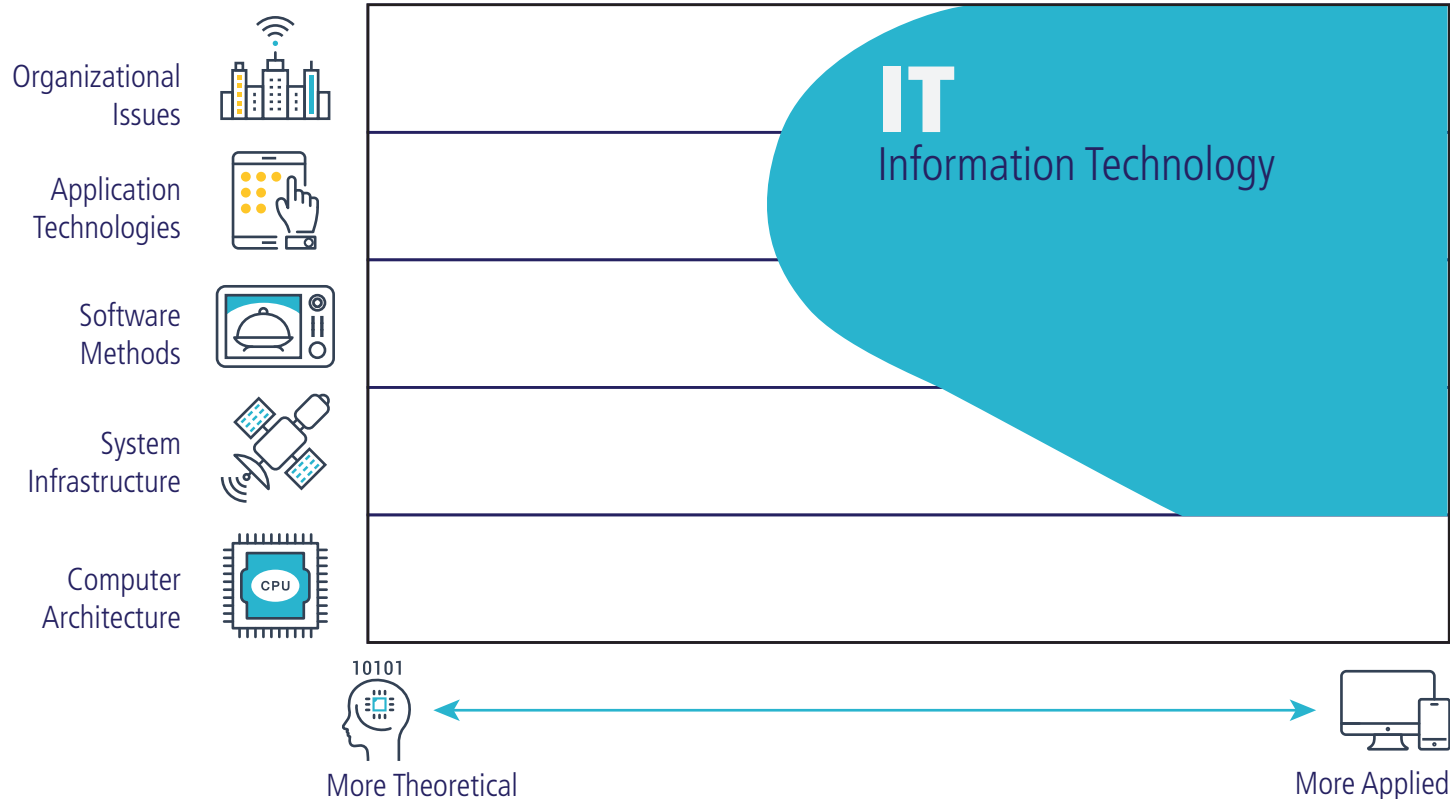 Organizational
Issues
IT
Information Technology
Application
Technologies
Software
Methods
System
Infrastructure
Computer
Architecture
CPU
10101
More Theoretical
More Applied